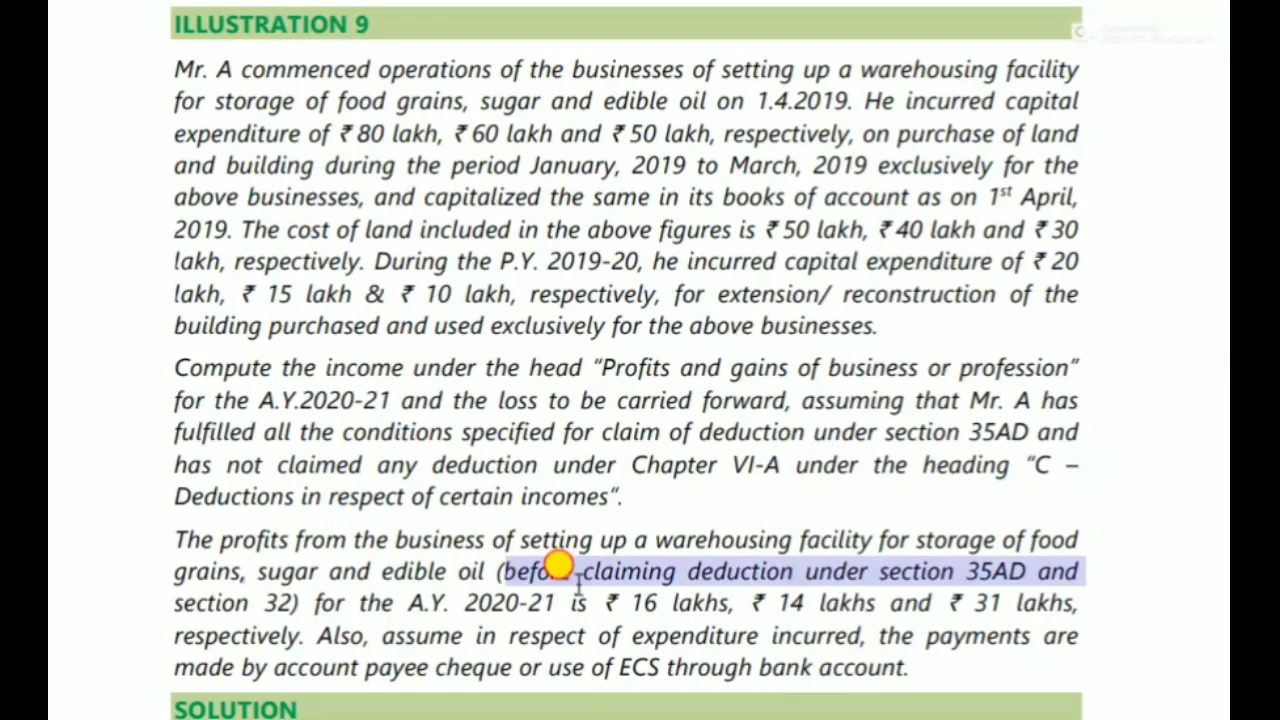 ILLUSTRATION 9
Mr. A commenced operations of the businesses of setting up a warehousing facility
for storage of food grains, sugar and edible oil on 1.4.2019. He incurred capital
expenditure of ₹ 80 lakh, ₹ 60 lakh and ₹ 50 lakh, respectively, on purchase of land
and building during the period January, 2019 to March, 2019 exclusively for the
above businesses, and capitalized the same in its books of account as on 1st April,
2019. The cost of land included in the above figures is ₹ 50 lakh, ₹ 40 lakh and ₹ 30
lakh, respectively. During the P.Y. 2019-20, he incurred capital expenditure of ₹ 20
lakh, ₹ 15 lakh & ₹ 10 lakh, respectively, for extension/ reconstruction of the
building purchased and used exclusively for the above businesses.
Compute the income under the head “Profits and gains of business or profession”
for the A.Y.2020-21 and the loss to be carried forward, assuming that Mr. A has
fulfilled all the conditions specified for claim of deduction under section 35AD and
has not claimed any deduction under Chapter VI-A under the heading “C –
Deductions in respect of certain incomes”.
The profits from the business of setting up a warehousing facility for storage of food
grains, sugar and edible oil (before claiming deduction under section 35AD and
section 32) for the A.Y. 2020-21 is ₹ 16 lakhs, ₹ 14 lakhs and ₹ 31 lakhs,
respectively. Also, assume in respect of expenditure incurred, the payments are
made by account payee cheque or use of ECS through bank account.
SOLUTION